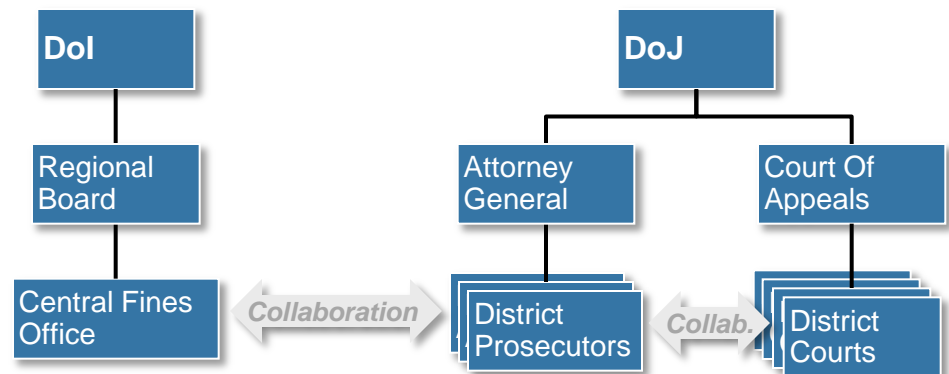 DoI
DoJ
Regional
Board
Attorney
General
Court Of
Appeals
Central Fines
Office
Collaboration
District
Prosecutors
Collab.
District
Courts